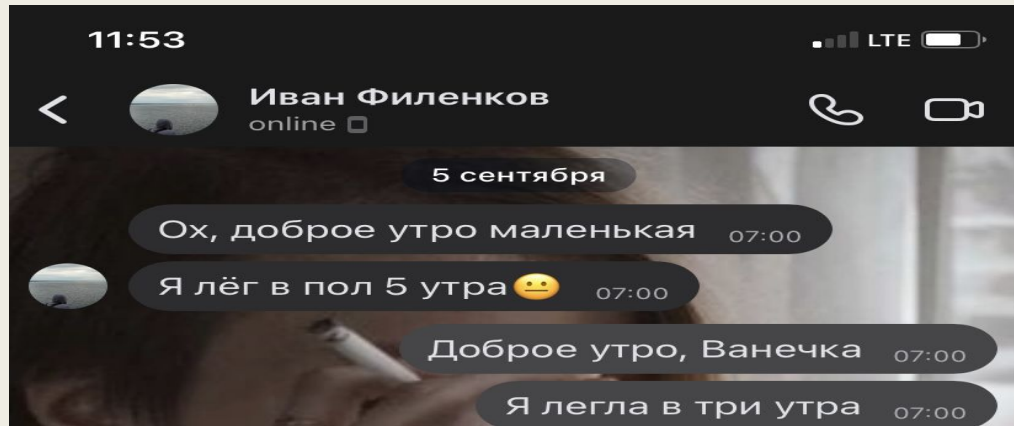 11:53
LTE
Иван Филенков
online
5 сентября
Ох, доброе утро маленькая 07:00
Я лёг в пол 5 утра😐 07:00
Доброе утро, Ванечка 07:00
Я легла в три утра 07:00